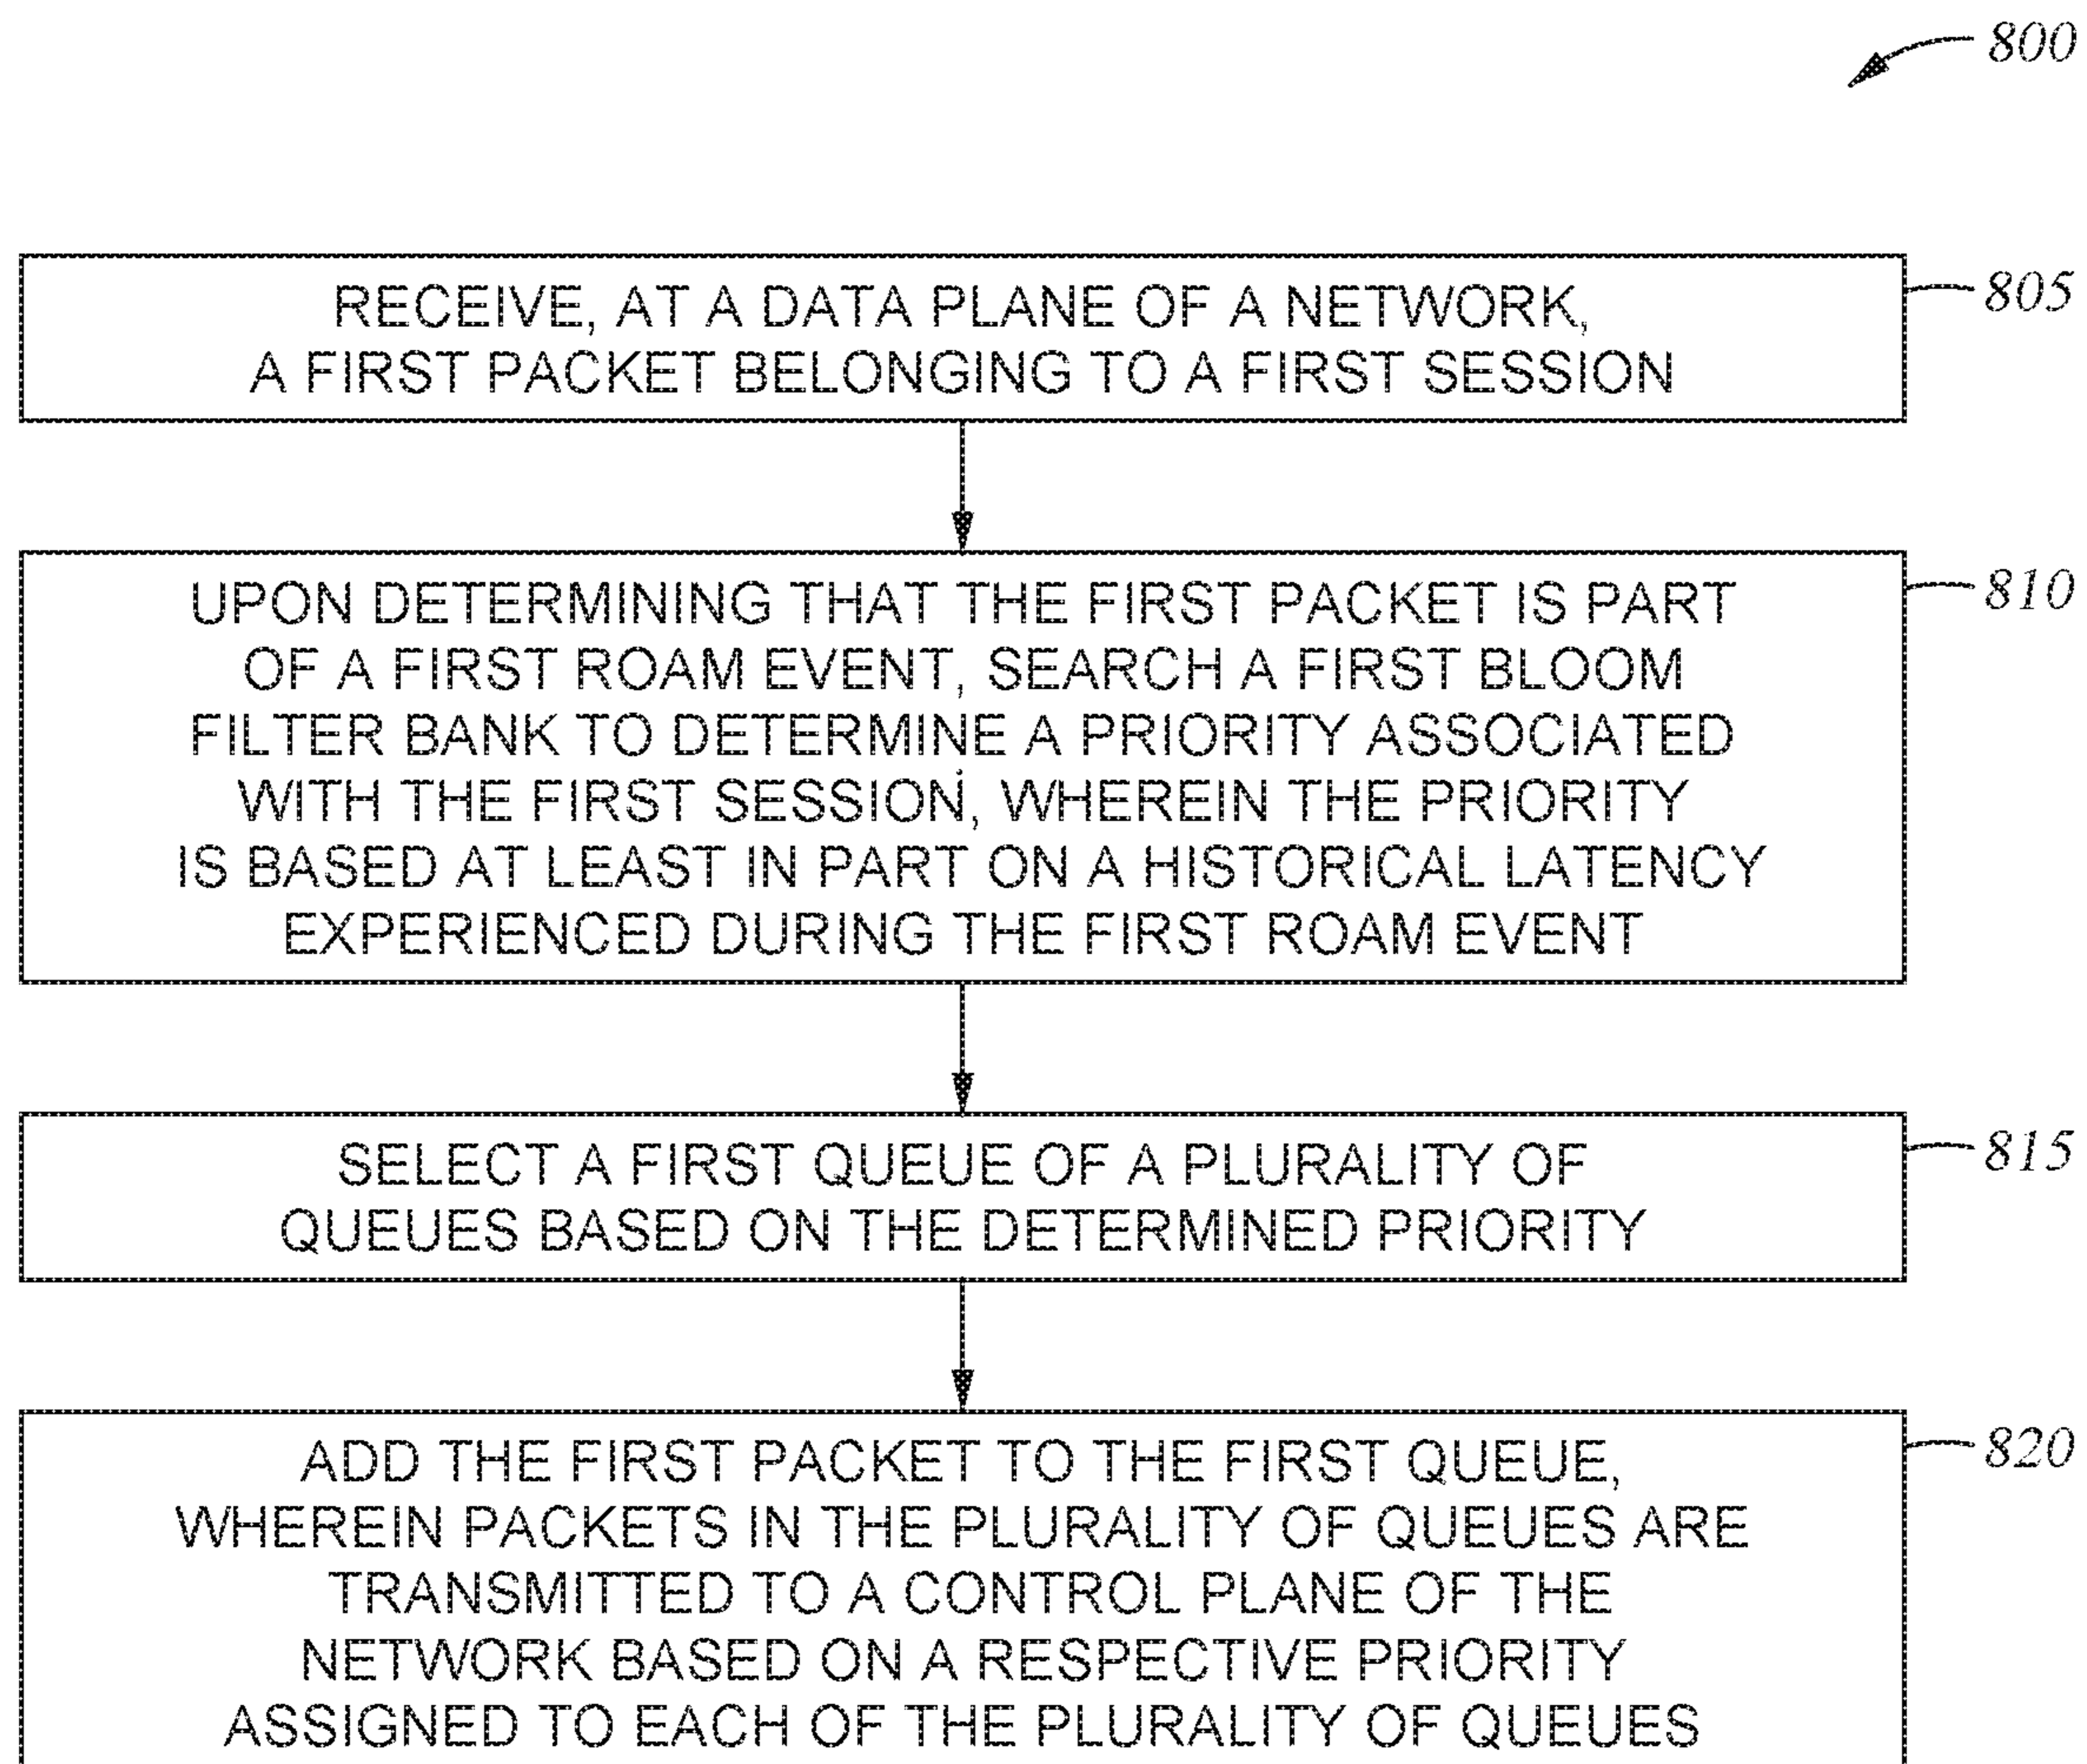 800
RECEIVE, AT A DATA PLANE OF A NETWORK,
A FIRST PACKET BELONGING TO A FIRST SESSION
805
UPON DETERMINING THAT THE FIRST PACKET IS PART
OF A FIRST ROAM EVENT, SEARCH A FIRST BLOOM
FILTER BANK TO DETERMINE A PRIORITY ASSOCIATED
WITH THE FIRST SESSION, WHEREIN THE PRIORITY
IS BASED AT LEAST IN PART ON A HISTORICAL LATENCY
EXPERIENCED DURING THE FIRST ROAM EVENT
810
SELECT A FIRST QUEUE OF A PLURALITY OF
QUEUES BASED ON THE DETERMINED PRIORITY
815
ADD THE FIRST PACKET TO THE FIRST QUEUE,
WHEREIN PACKETS IN THE PLURALITY OF QUEUES ARE
TRANSMITTED TO A CONTROL PLANE OF THE
NETWORK BASED ON A RESPECTIVE PRIORITY
ASSIGNED TO EACH OF THE PLURALITY OF QUEUES
820